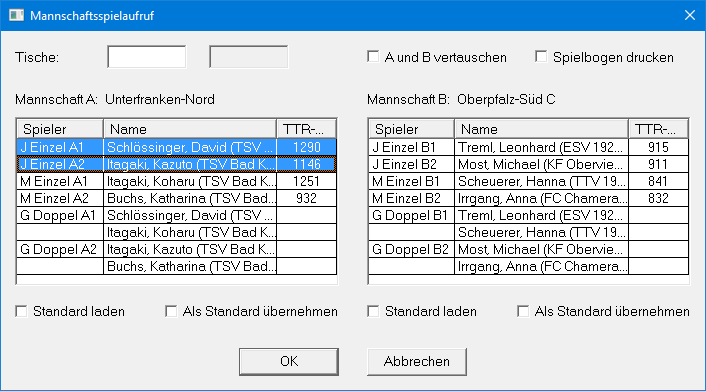 Mannschaftsspielaufruf
Tische:
A und B vertauschen
Spielbogen drucken
Mannschaft A: Unterfranken-Nord
Spieler Name TTR-...
J Einzel A1 Schlössinger, David (TSV ... 1290
J Einzel A2 Itagaki, Kazuto (TSV Bad K... 1146
M Einzel A1 Itagaki, Koharu (TSV Bad K... 1251
M Einzel A2 Buchs, Katharina (TSV Bad... 932
G Doppel A1 Schlössinger, David (TSV ...
Itagaki, Koharu (TSV Bad K...
G Doppel A2 Itagaki, Kazuto (TSV Bad K...
Buchs, Katharina (TSV Bad...
Standard laden
Als Standard übernehmen
Mannschaft B: Oberpfalz-Süd C
Spieler Name TTR-...
J Einzel B1 Treml, Leonhard (ESV 192... 915
J Einzel B2 Most, Michael (KF Obervie... 911
M Einzel B1 Scheuerer, Hanna (TTV 19... 841
M Einzel B2 Irrgang, Anna (FC Chamera... 832
G Doppel B1 Treml, Leonhard (ESV 192...
Scheuerer, Hanna (TTV 19...
G Doppel B2 Most, Michael (KF Obervie...
Irrgang, Anna (FC Chamera...
Standard laden
Als Standard übernehmen
OK
Abbrechen